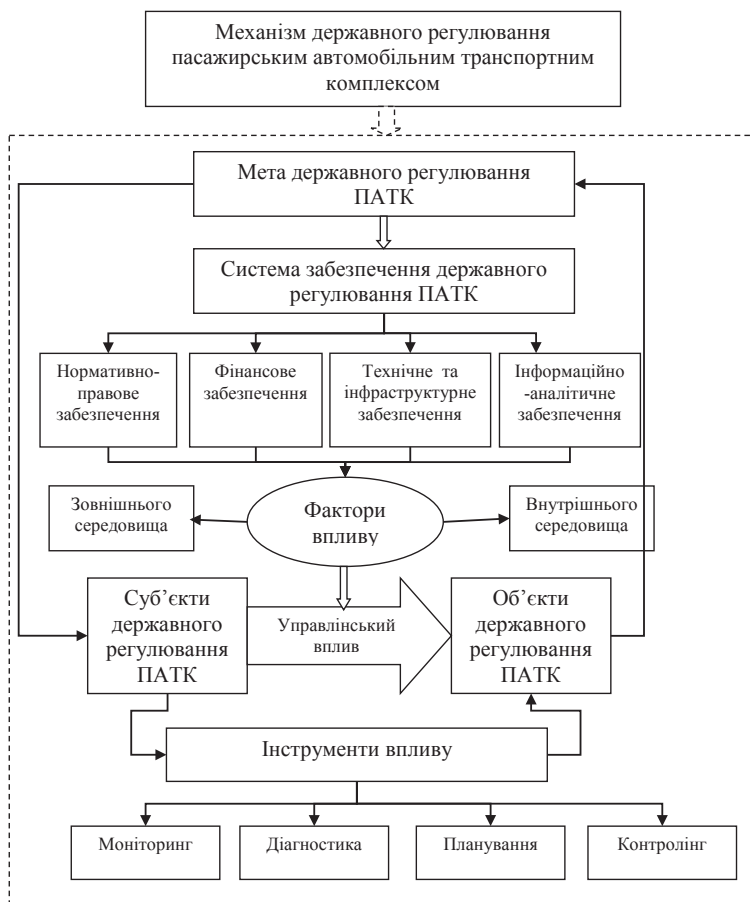 Механізм державного регулювання
пасажирським автомобільним транспортним
комплексом
Мета державного регулювання
ПАТК
Система забезпечення державного
регулювання ПАТК
Нормативно-
правове
забезпечення
Фінансове
забезпечення
Технічне та
інфраструктурне
забезпечення
Інформаційно
-аналітичне
забезпечення
Зовнішнього
середовища
Фактори
впливу
Внутрішнього
середовища
Суб’єкти
державного
регулювання
ПАТК
Управлінський
вплив
Об’єкти
державного
регулювання
ПАТК
Інструменти впливу
Моніторинг
Діагностика
Планування
Контролінг